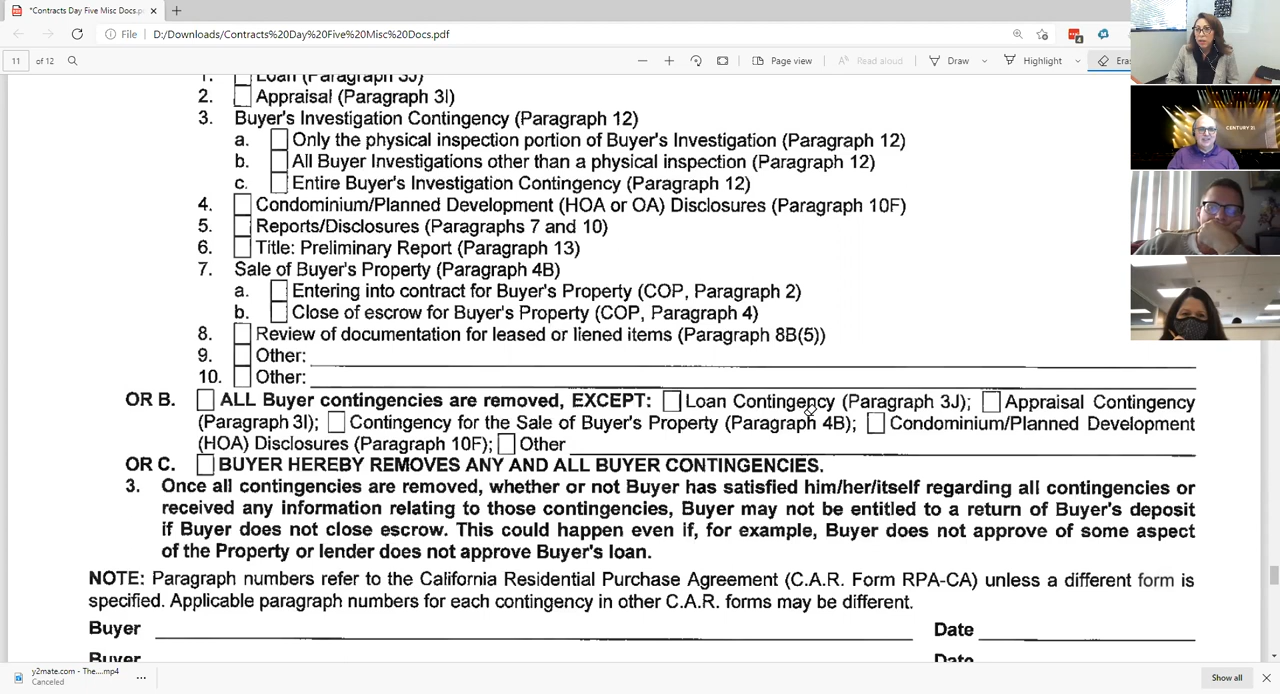 *Contracts Day Five Misc Docs.p
File
D:/Downloads/Contracts%20Day%20Five%20Misc%20Docs.pdf
11 of 12
Page view
Read aloud
Draw
Highlight
Eras
CENTURY 21
1. Loan (Paragraph 3J)
2. Appraisal (Paragraph 3I)
3. Buyer's Investigation Contingency (Paragraph 12)
a. Only the physical inspection portion of Buyer's Investigation (Paragraph 12)
b. All Buyer Investigations other than a physical inspection (Paragraph 12)
c. Entire Buyer's Investigation Contingency (Paragraph 12)
4. Condominium/Planned Development (HOA or OA) Disclosures (Paragraph 10F)
5. Reports/Disclosures (Paragraphs 7 and 10)
6. Title: Preliminary Report (Paragraph 13)
7. Sale of Buyer's Property (Paragraph 4B)
a. Entering into contract for Buyer's Property (COP, Paragraph 2)
b. Close of escrow for Buyer's Property (COP, Paragraph 4)
8. Review of documentation for leased or liened items (Paragraph 8B(5))
9. Other:
10. Other:
OR B. ALL Buyer contingencies are removed, EXCEPT: Loan Contingency (Paragraph 3J); Appraisal Contingency
(Paragraph 3I); Contingency for the Sale of Buyer's Property (Paragraph 4B); Condominium/Planned Development
(HOA) Disclosures (Paragraph 10F); Other
OR C. BUYER HEREBY REMOVES ANY AND ALL BUYER CONTINGENCIES.
3. Once all contingencies are removed, whether or not Buyer has satisfied him/her/itself regarding all contingencies or
received any information relating to those contingencies, Buyer may not be entitled to a return of Buyer's deposit
if Buyer does not close escrow. This could happen even if, for example, Buyer does not approve of some aspect
of the Property or lender does not approve Buyer's loan.
NOTE: Paragraph numbers refer to the California Residential Purchase Agreement (C.A.R. Form RPA-CA) unless a different form is
specified. Applicable paragraph numbers for each contingency in other C.A.R. forms may be different.
Buyer Date
Buyer Date
y2mate.com - The....mp4
Canceled
Show all